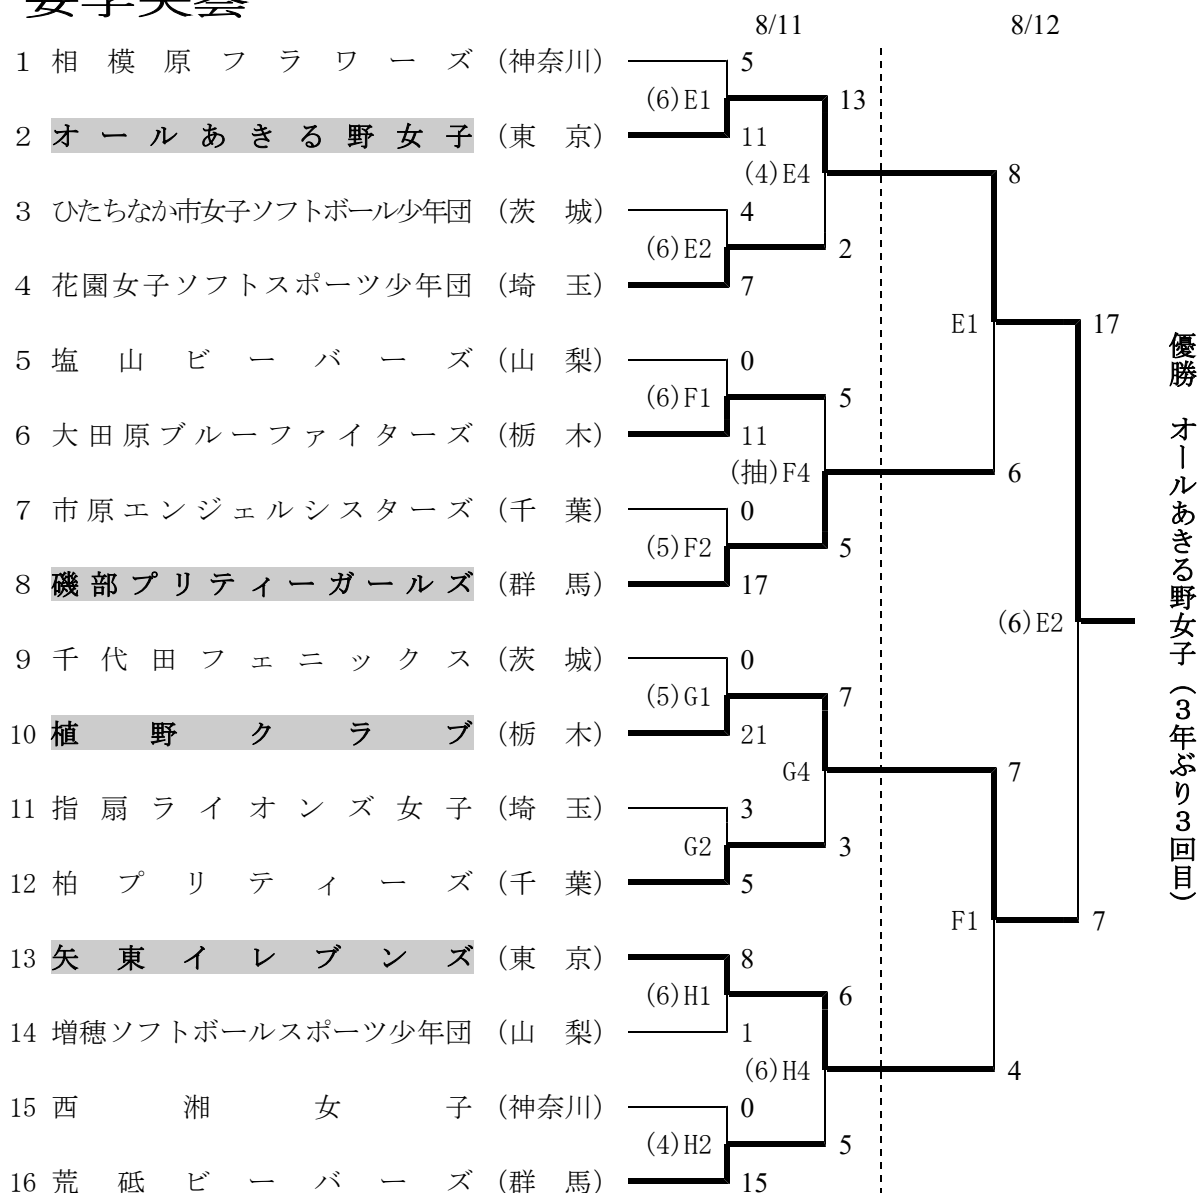 8/11 8/12
1 相模原フラワーズ (神奈川) 5
(6)E1 13
2 オールあきる野女子 (東 京) 11
(4)E4 8
3 ひたちなか市女子ソフトボール少年団 (茨 城) 4
(6)E2 2
4 花園女子ソフトスポーツ少年団 (埼 玉) 7
E1 17
5 塩山ビーバーズ (山 梨) 0
(6)F1 5
6 大田原ブルーファイターズ (栃 木) 11
(抽)F4 6
7 市原エンジェルシスターズ (千 葉) 0
(5)F2 5
8 磯部プリティーガールズ (群 馬) 17
(6)E2
9 千代田フェニックス (茨 城) 0
(5)G1 7
10 植野クラブ (栃 木) 21
G4 7
11 指扇ライオンズ女子 (埼 玉) 3
G2 3
12 柏プリティーズ (千 葉) 5
F1 7
13 矢東イレブンズ (東 京) 8
(6)H1 6
14 増穂ソフトボールスポーツ少年団 (山 梨) 1
(6)H4 4
15 西湘女子 (神奈川) 0
(4)H2 5
16 荒砥ビーバーズ (群 馬) 15
優勝 オールあきる野女子（３年ぶり３回目）